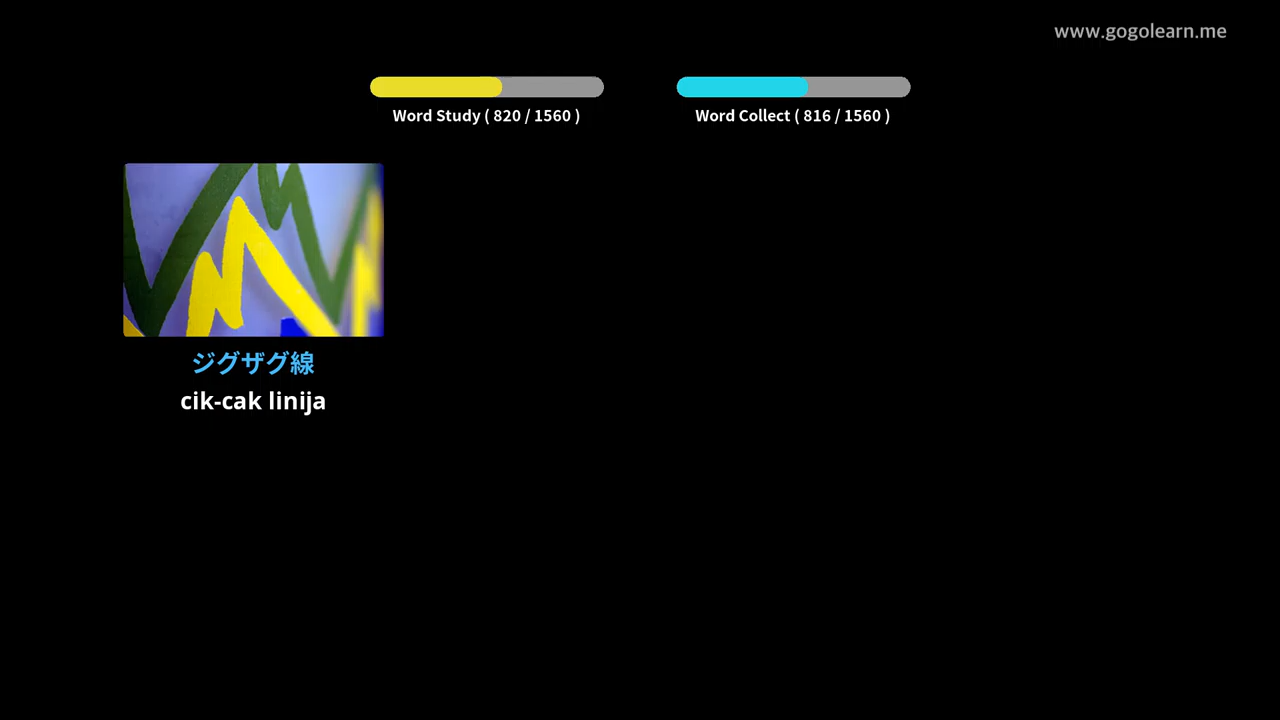 www.gogolearn.me
Word Study ( 820 / 1560 )
Word Collect ( 816 / 1560 )
ジグザグ線
cik-cak linija